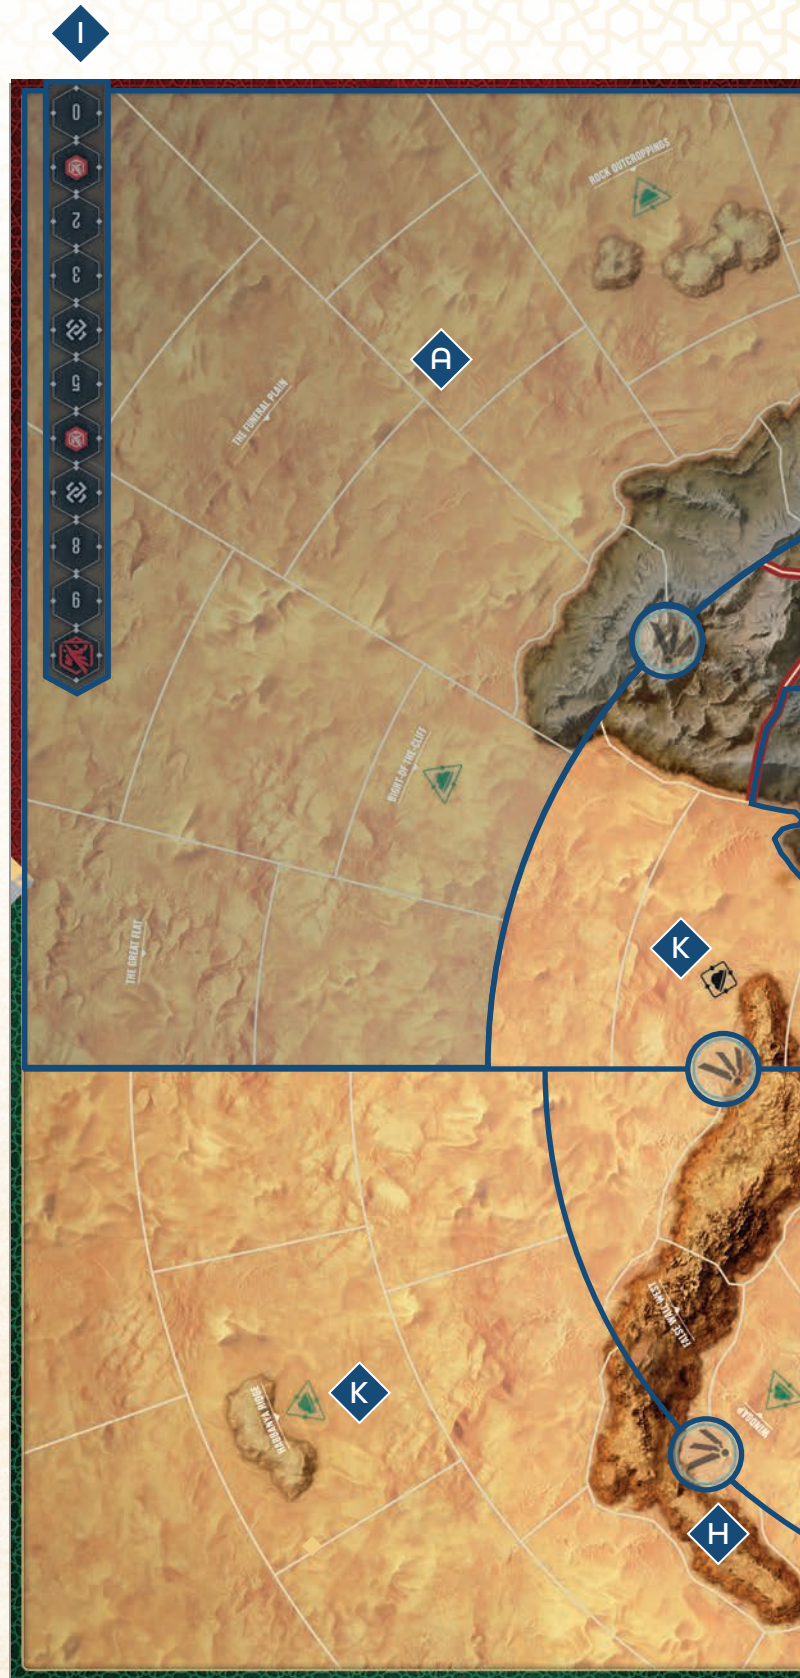 I
0
2
3
5
8
9
ROCK OUTCROPPINGS
A
THE FUNERAL PLAIN
BIGHT-OF-THE-CLIFF
THE GREAT FLAT
K
FALSE WALL WEST
WINDGAP
HABBANYA RIDGE
K
H